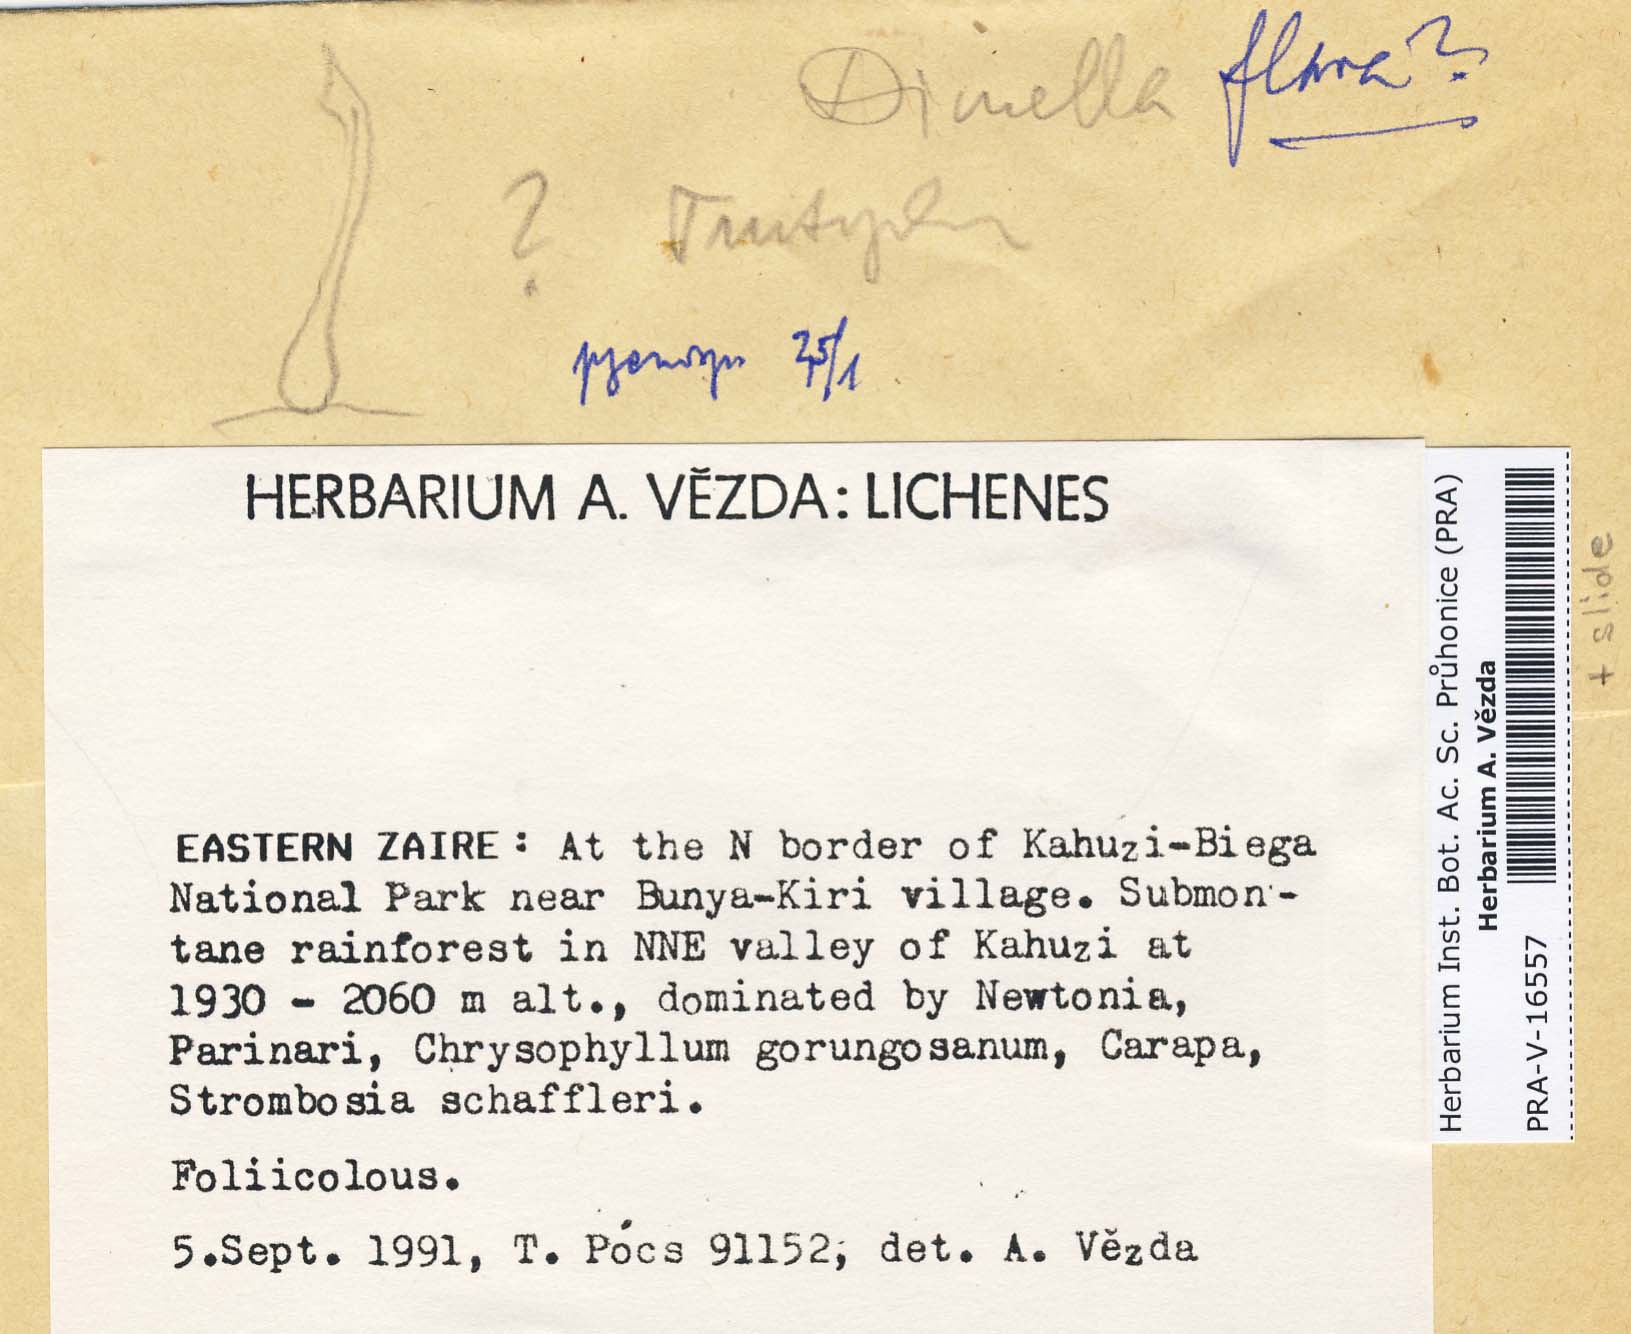 Dimella flava?
?
25/1
HERBARIUM A. VĚZDA: LICHENES
EASTERN ZAIRE: At the N border of Kahuzi-Biega
National Park near Bunya-Kiri village. Submon-
tane rainforest in NNE valley of Kahuzi at
1930 - 2060 m alt., dominated by Newtonia,
Parinari, Chrysophyllum gorungosanum, Carapa,
Strombosia schaffleri.
Foliicolous.
5.Sept. 1991, T. Pócs 91152; det. A. Vězda
Herbarium Inst. Bot. Ac. Sc. Průhonice (PRA)
Herbarium A. Vězda
PRA-V-16557
+ slide